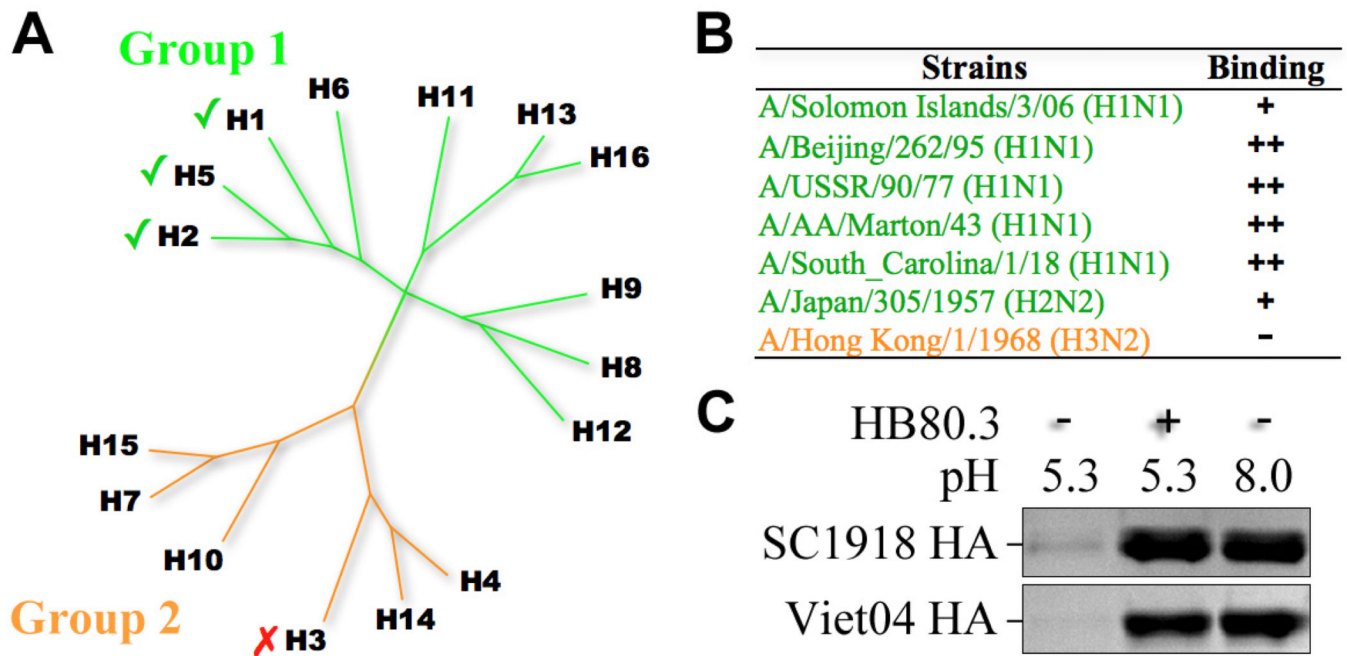 A
Group 1
H6
H11
H13
✓ H1
H16
✓ H5
✓ H2
H9
H8
H12
H15
H7
H10
H4
Group 2
H14
✗ H3
B
Strains Binding
A/Solomon Islands/3/06 (H1N1) +
A/Beijing/262/95 (H1N1) ++
A/USSR/90/77 (H1N1) ++
A/AA/Marton/43 (H1N1) ++
A/South_Carolina/1/18 (H1N1) ++
A/Japan/305/1957 (H2N2) +
A/Hong Kong/1/1968 (H3N2) -
C
HB80.3 - + -
pH 5.3 5.3 8.0
SC1918 HA
Viet04 HA